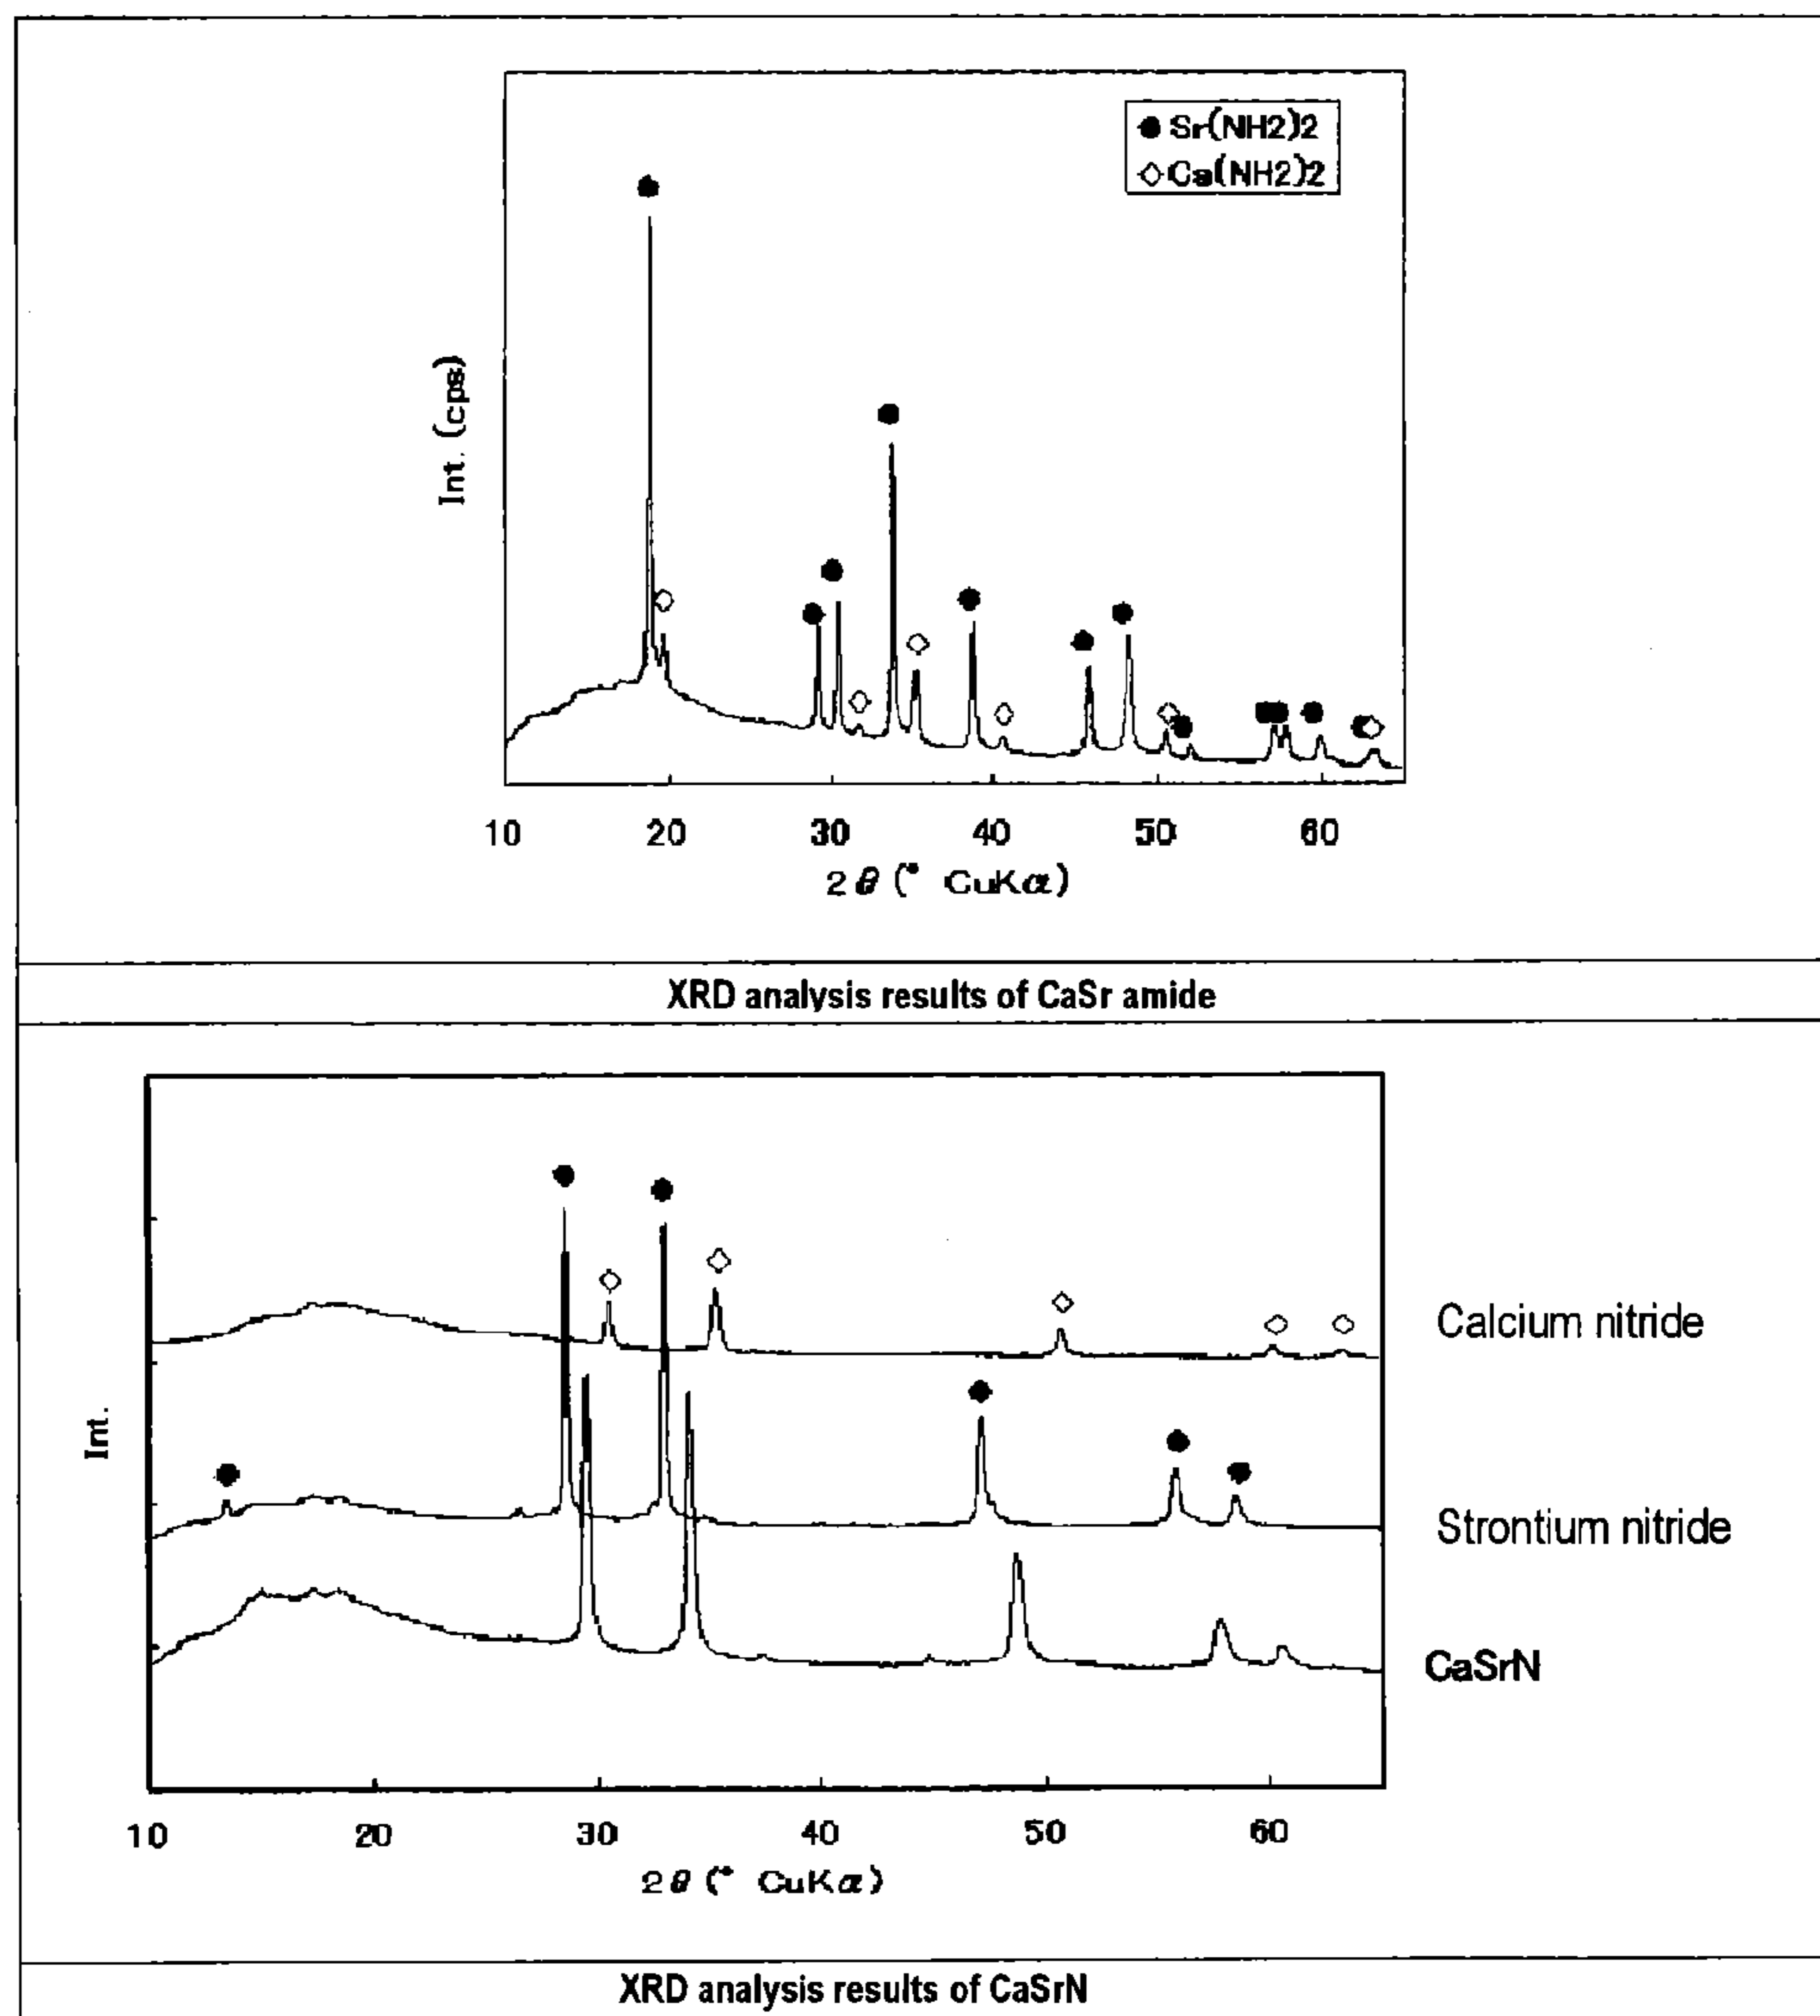 Sr(NH2)2
Ca(NH2)2
Int. (cps)
10 20 30 40 50 60
2θ (° CuKα)
XRD analysis results of CaSr amide
Calcium nitride
Strontium nitride
CaSrN
Int.
10 20 30 40 50 60
2θ (° CuKα)
XRD analysis results of CaSrN